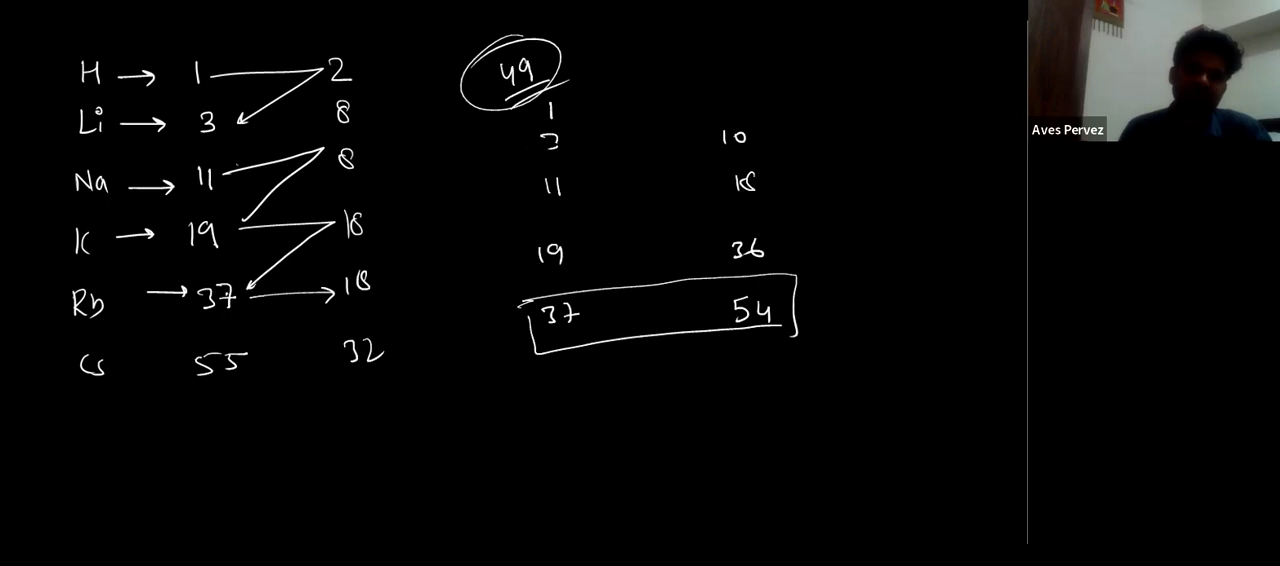 H → 1 2
Li → 3 8
Na → 11 8
K → 19 18
Rb → 37 → 18
Cs 55 32
49
1
3 10
11 18
19 36
37 54
Aves Pervez